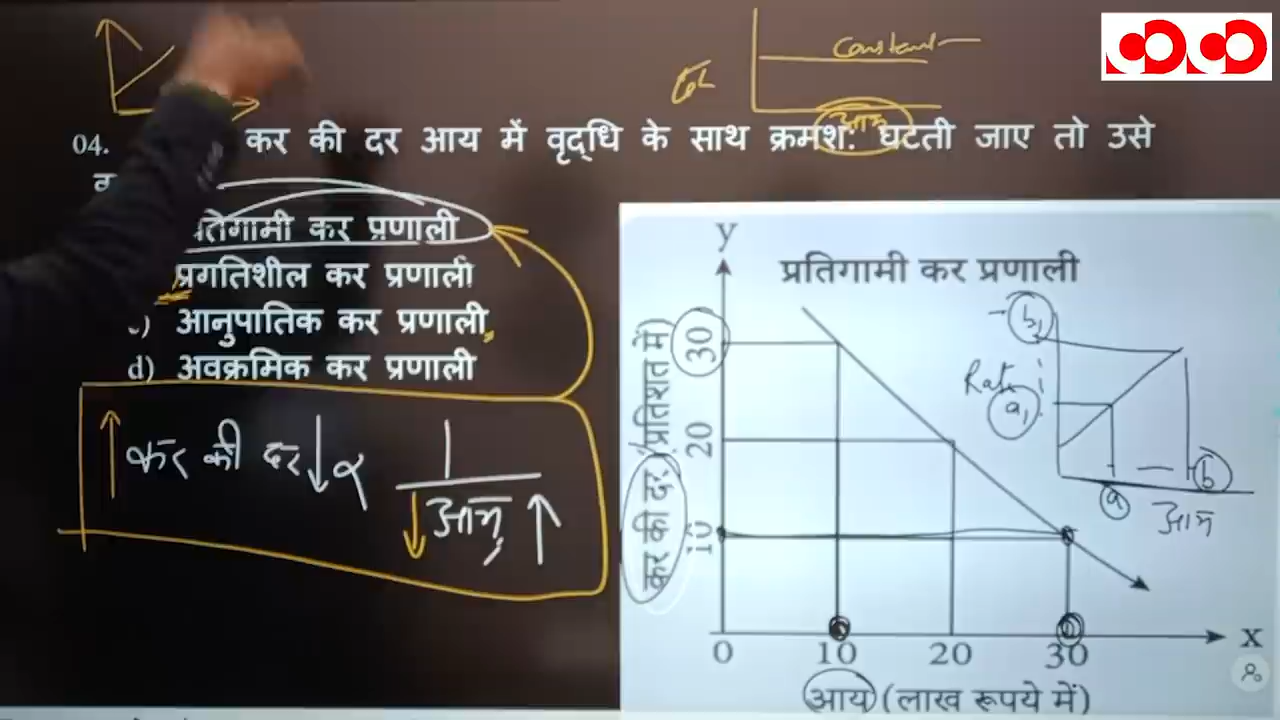 Constant
आय
04. कर की दर आय में वृद्धि के साथ क्रमशः घटती जाए तो उसे
प्रतिगामी कर प्रणाली
प्रगतिशील कर प्रणाली
c) आनुपातिक कर प्रणाली
d) अवक्रमिक कर प्रणाली
↑ कर की दर ↓ ∝ 1
↓ आय ↑
y
प्रतिगामी कर प्रणाली
कर की दर (प्रतिशत में)
30
20
10
0 10 20 30 x
आय (लाख रूपये में)
b1
Rate
a1
a b
आय